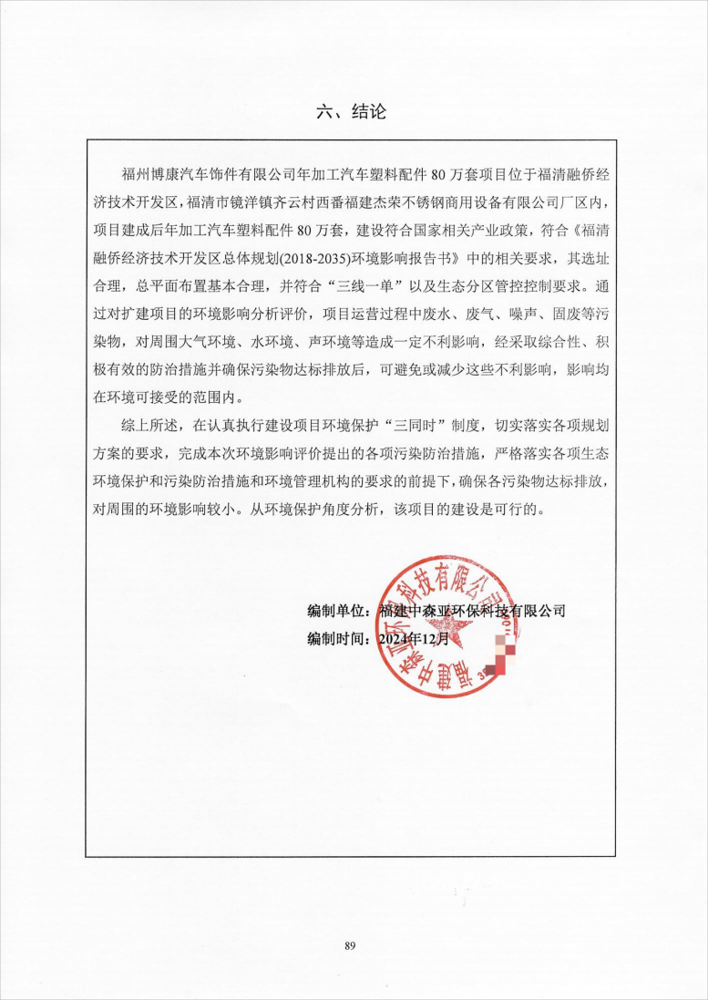 六、结论
福州博康汽车饰件有限公司年加工汽车塑料配件 80 万套项目位于福清融侨经
济技术开发区，福清市镜洋镇齐云村西番福建杰荣不锈钢商用设备有限公司厂区内，
项目建成后年加工汽车塑料配件 80 万套，建设符合国家相关产业政策，符合《福清
融侨经济技术开发区总体规划(2018-2035)环境影响报告书》中的相关要求，其选址
合理，总平面布置基本合理，并符合“三线一单”以及生态分区管控控制要求。通
过对扩建项目的环境影响分析评价，项目运营过程中废水、废气、噪声、固废等污
染物，对周围大气环境、水环境、声环境等造成一定不利影响，经采取综合性、积
极有效的防治措施并确保污染物达标排放后，可避免或减少这些不利影响，影响均
在环境可接受的范围内。
综上所述，在认真执行建设项目环境保护“三同时”制度，切实落实各项规划
方案的要求，完成本次环境影响评价提出的各项污染防治措施，严格落实各项生态
环境保护和污染防治措施和环境管理机构的要求的前提下，确保各污染物达标排放，
对周围的环境影响较小。从环境保护角度分析，该项目的建设是可行的。
编制单位：福建中森亚环保科技有限公司
编制时间：2024年12月
福建中森亚环保科技有限公司
89